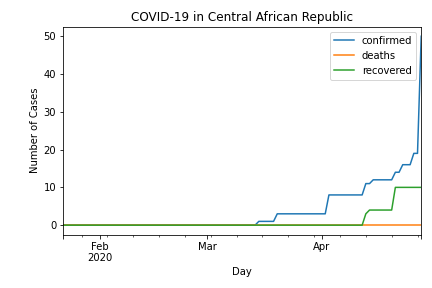 COVID-19 in Central African Republic
confirmed
deaths
recovered
50
40
30
20
10
0
Number of Cases
Feb
2020
Mar
Apr
Day